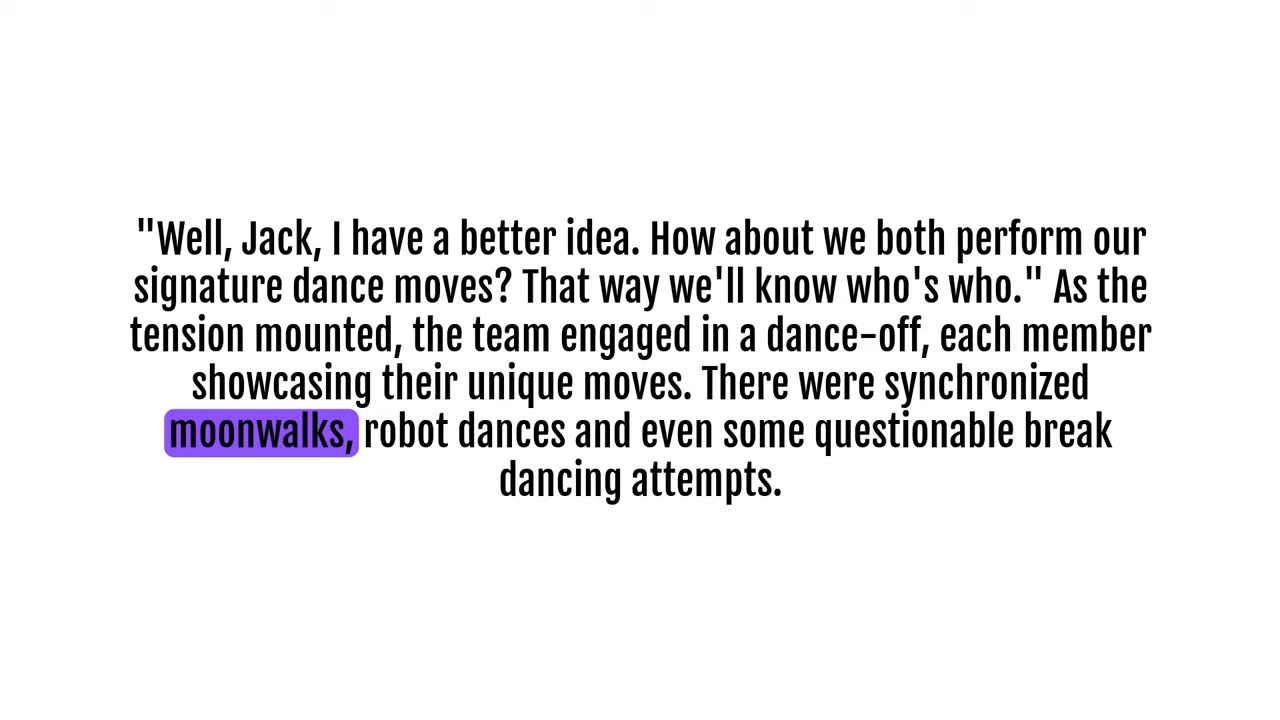 "Well, Jack, I have a better idea. How about we both perform our
signature dance moves? That way we'll know who's who." As the
tension mounted, the team engaged in a dance-off, each member
showcasing their unique moves. There were synchronized
moonwalks, robot dances and even some questionable break
dancing attempts.